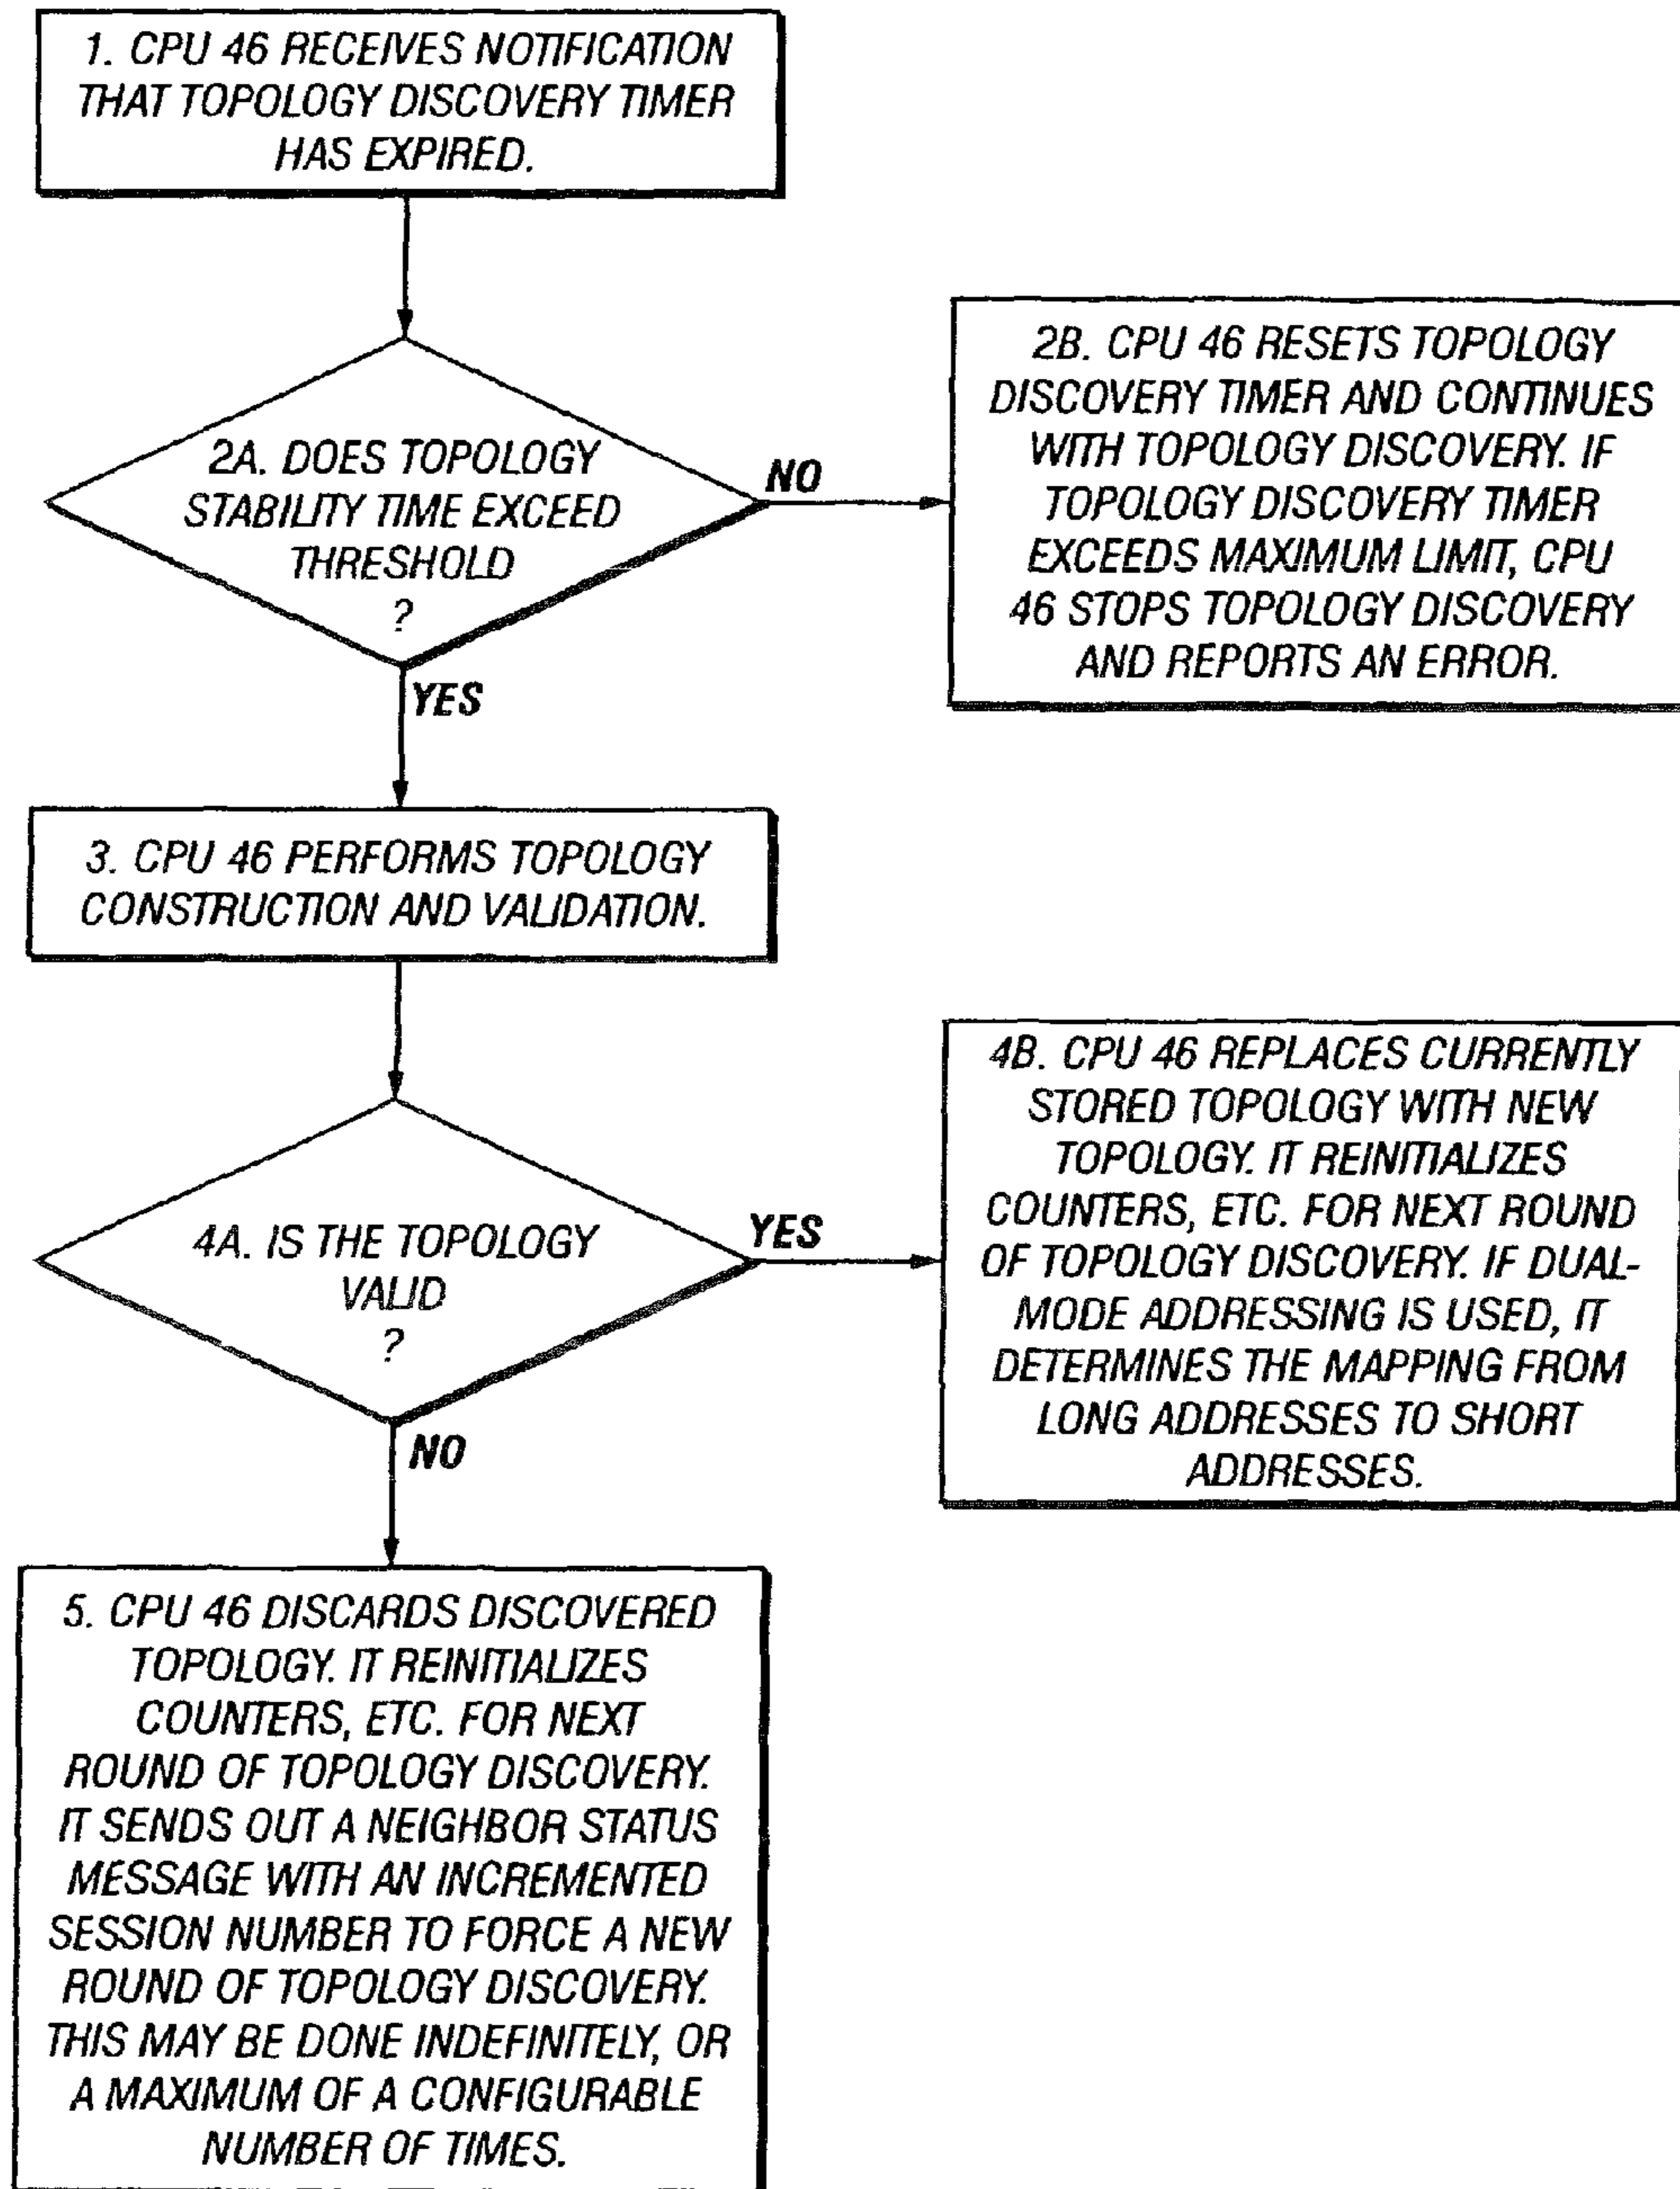 1. CPU 46 RECEIVES NOTIFICATION
THAT TOPOLOGY DISCOVERY TIMER
HAS EXPIRED.
2A. DOES TOPOLOGY
STABILITY TIME EXCEED
THRESHOLD
?
NO
2B. CPU 46 RESETS TOPOLOGY
DISCOVERY TIMER AND CONTINUES
WITH TOPOLOGY DISCOVERY. IF
TOPOLOGY DISCOVERY TIMER
EXCEEDS MAXIMUM LIMIT, CPU
46 STOPS TOPOLOGY DISCOVERY
AND REPORTS AN ERROR.
YES
3. CPU 46 PERFORMS TOPOLOGY
CONSTRUCTION AND VALIDATION.
4A. IS THE TOPOLOGY
VALID
?
YES
4B. CPU 46 REPLACES CURRENTLY
STORED TOPOLOGY WITH NEW
TOPOLOGY. IT REINITIALIZES
COUNTERS, ETC. FOR NEXT ROUND
OF TOPOLOGY DISCOVERY. IF DUAL-
MODE ADDRESSING IS USED, IT
DETERMINES THE MAPPING FROM
LONG ADDRESSES TO SHORT
ADDRESSES.
NO
5. CPU 46 DISCARDS DISCOVERED
TOPOLOGY. IT REINITIALIZES
COUNTERS, ETC. FOR NEXT
ROUND OF TOPOLOGY DISCOVERY.
IT SENDS OUT A NEIGHBOR STATUS
MESSAGE WITH AN INCREMENTED
SESSION NUMBER TO FORCE A NEW
ROUND OF TOPOLOGY DISCOVERY.
THIS MAY BE DONE INDEFINITELY, OR
A MAXIMUM OF A CONFIGURABLE
NUMBER OF TIMES.